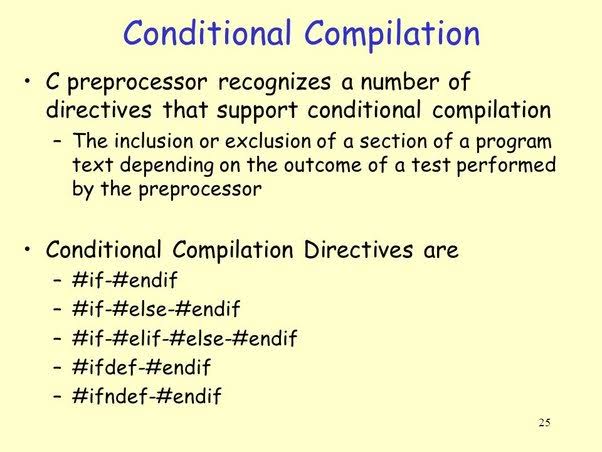 Conditional Compilation
• C preprocessor recognizes a number of
directives that support conditional compilation
– The inclusion or exclusion of a section of a program
text depending on the outcome of a test performed
by the preprocessor
• Conditional Compilation Directives are
– #if-#endif
– #if-#else-#endif
– #if-#elif-#else-#endif
– #ifdef-#endif
– #ifndef-#endif
25